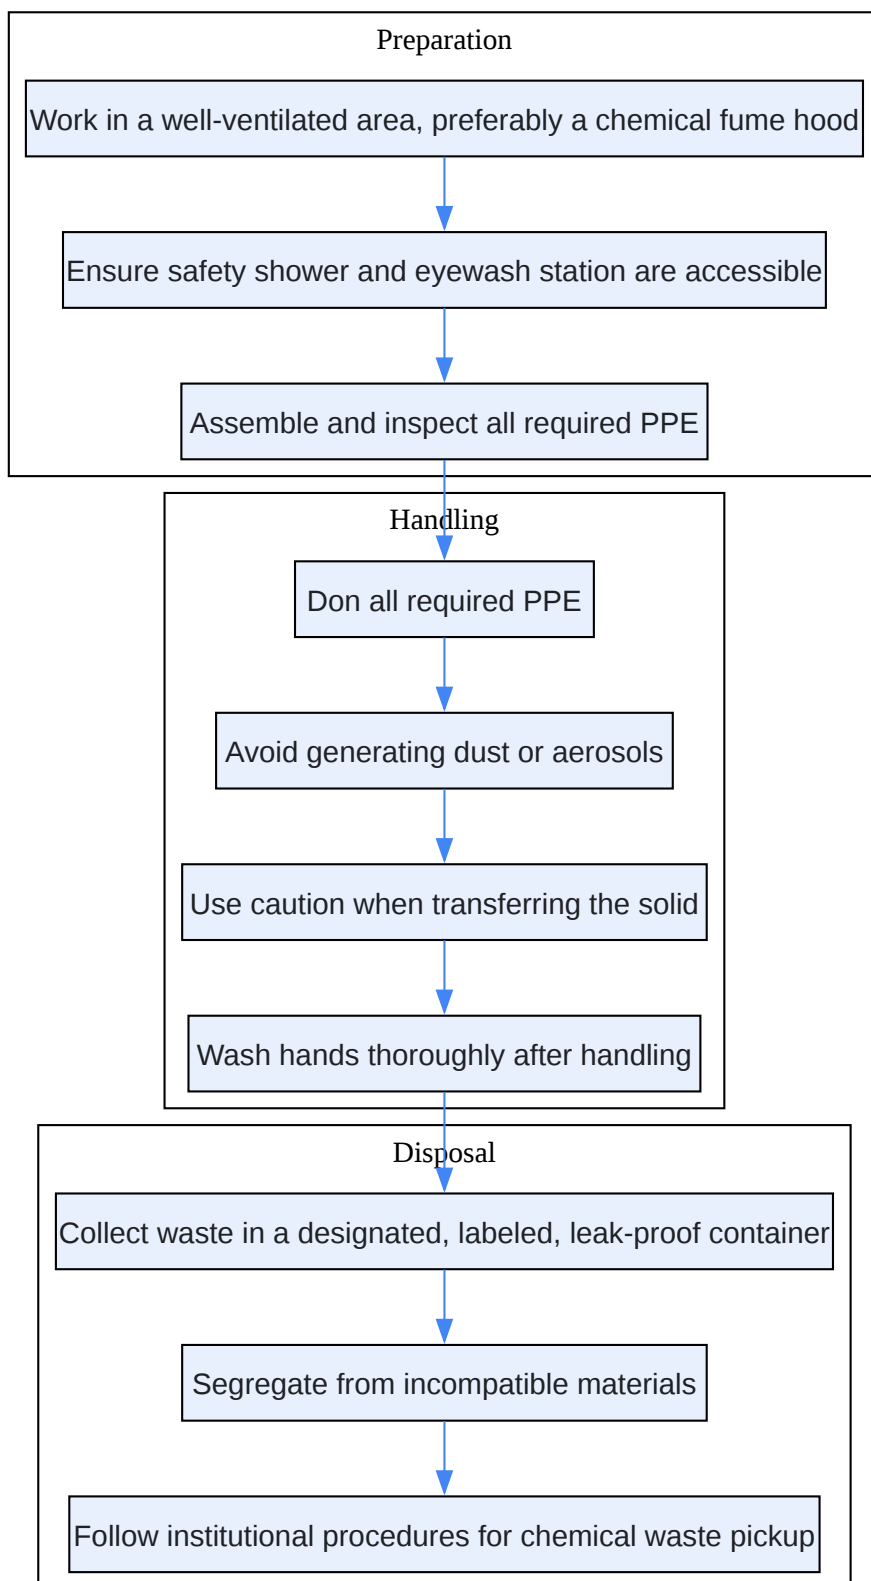 Preparation
Work in a well-ventilated area, preferably a chemical fume hood
Ensure safety shower and eyewash station are accessible
Assemble and inspect all required PPE
Handling
Don all required PPE
Avoid generating dust or aerosols
Use caution when transferring the solid
Wash hands thoroughly after handling
Disposal
Collect waste in a designated, labeled, leak-proof container
Segregate from incompatible materials
Follow institutional procedures for chemical waste pickup